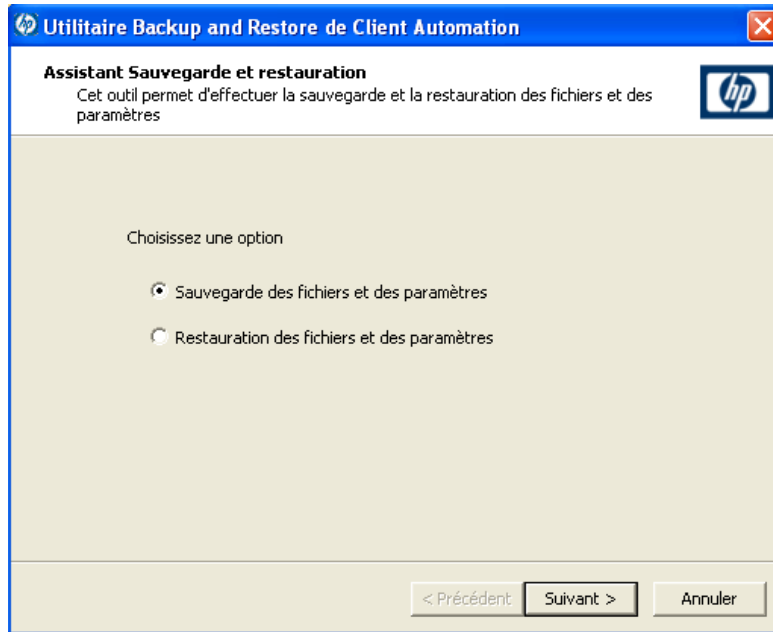 hp Utilitaire Backup and Restore de Client Automation
Assistant Sauvegarde et restauration
Cet outil permet d'effectuer la sauvegarde et la restauration des fichiers et des
paramètres
hp
Choisissez une option
Sauvegarde des fichiers et des paramètres
Restauration des fichiers et des paramètres
< Précédent
Suivant >
Annuler